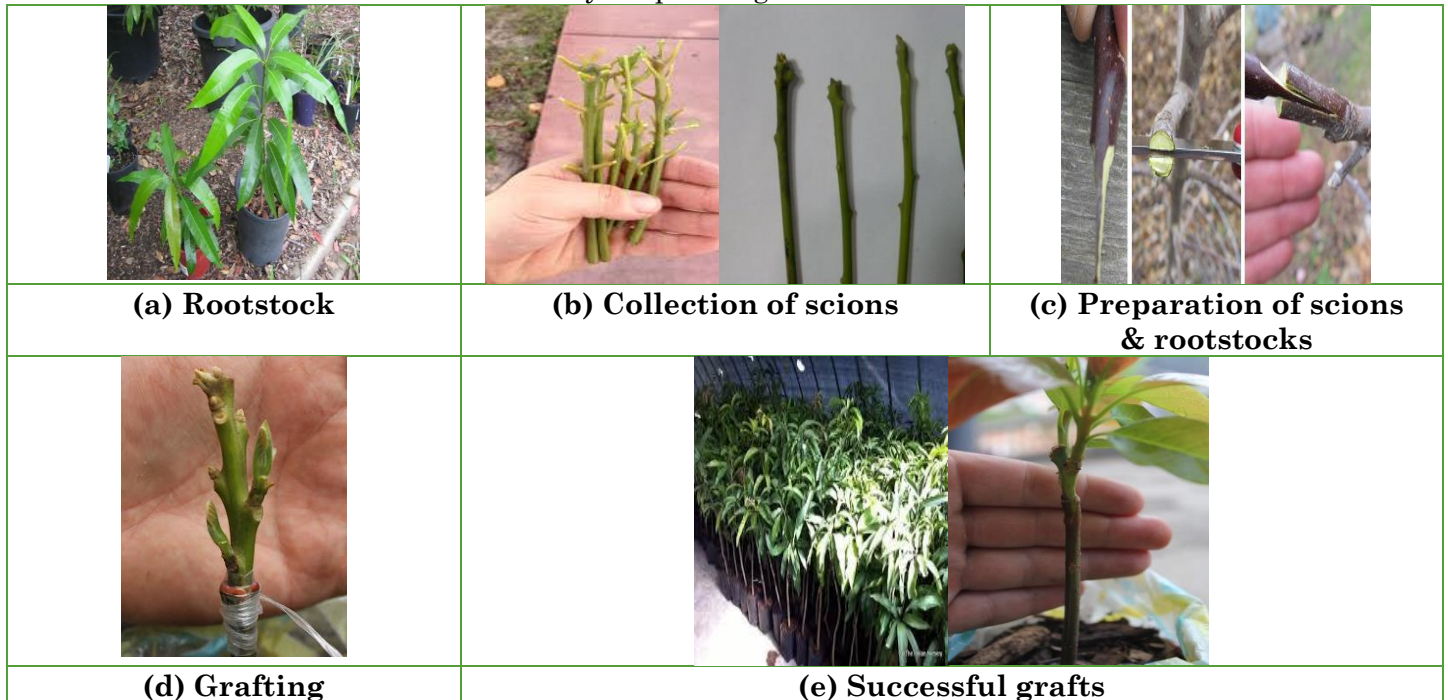 (a) Rootstock
(b) Collection of scions
(c) Preparation of scions
& rootstocks
(d) Grafting
(e) Successful grafts